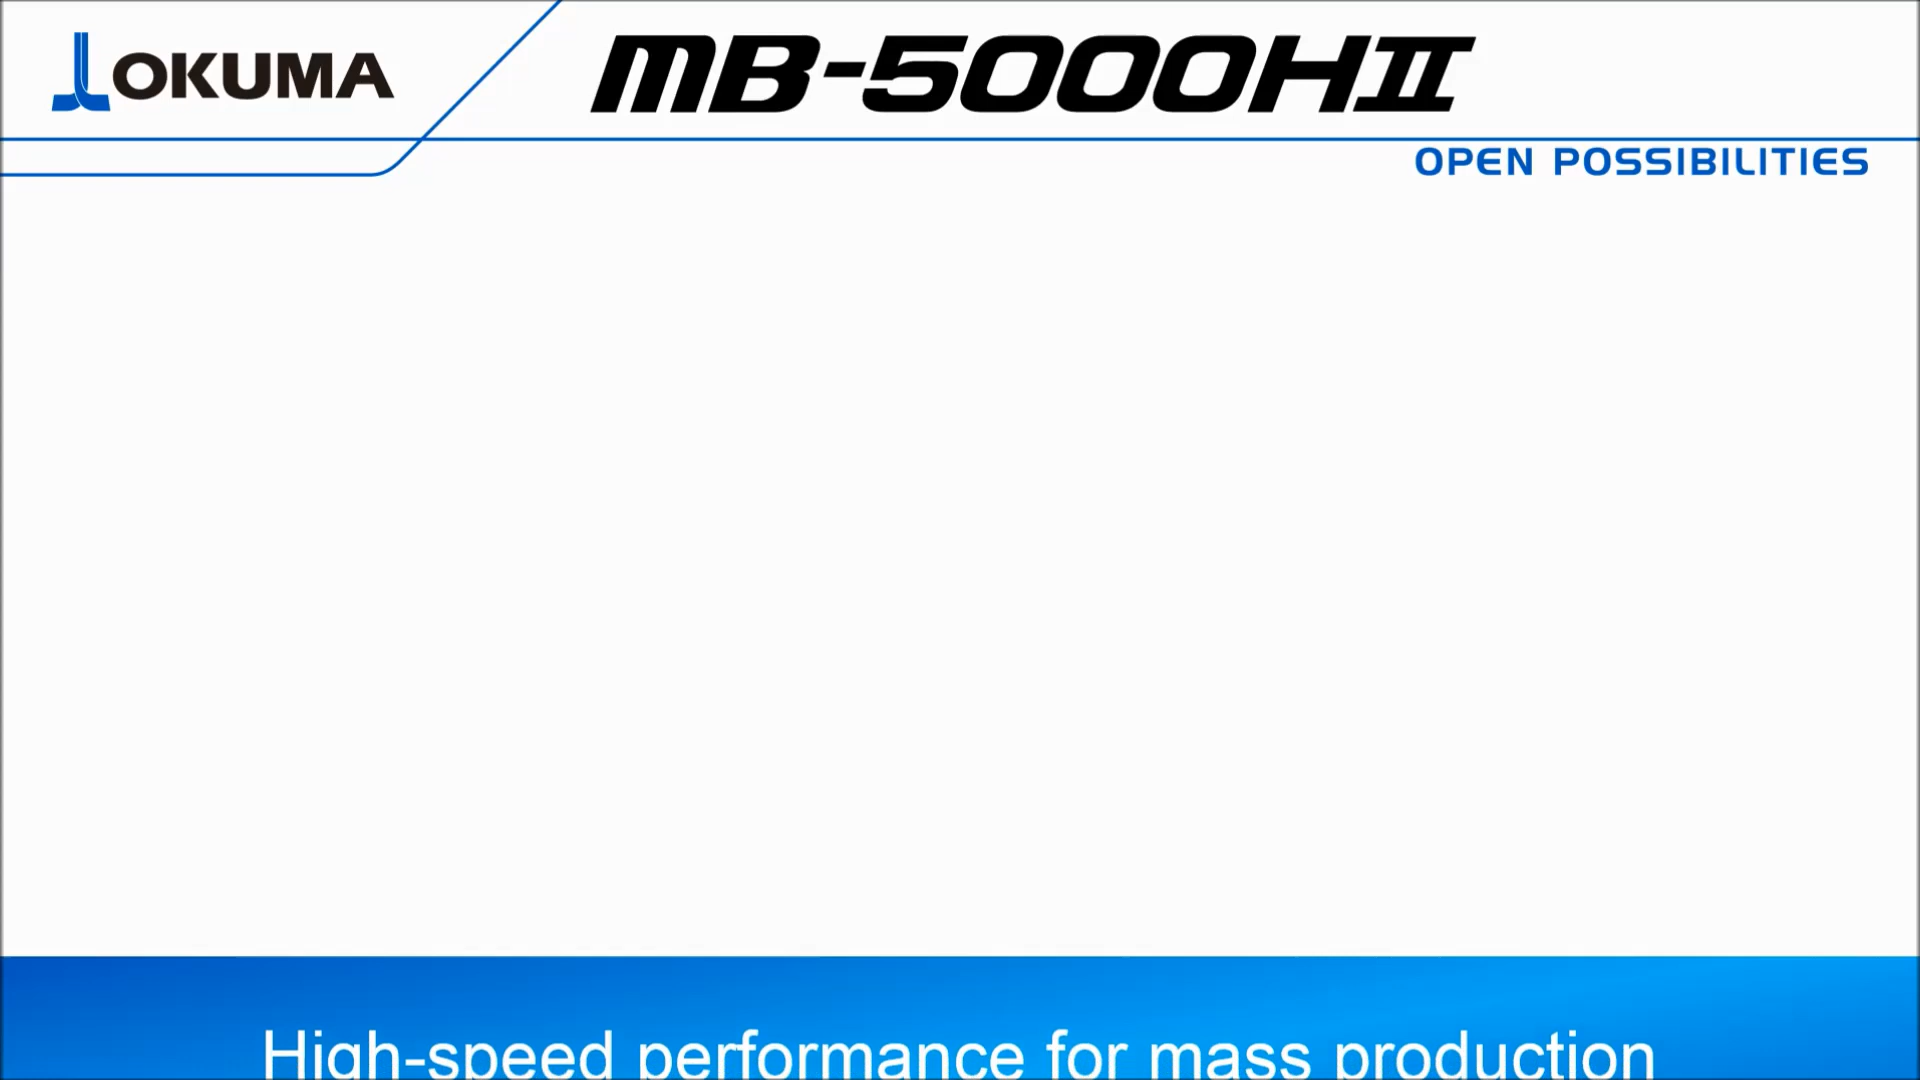 OKUMA
MB-5000HII
OPEN POSSIBILITIES
High-speed performance for mass production